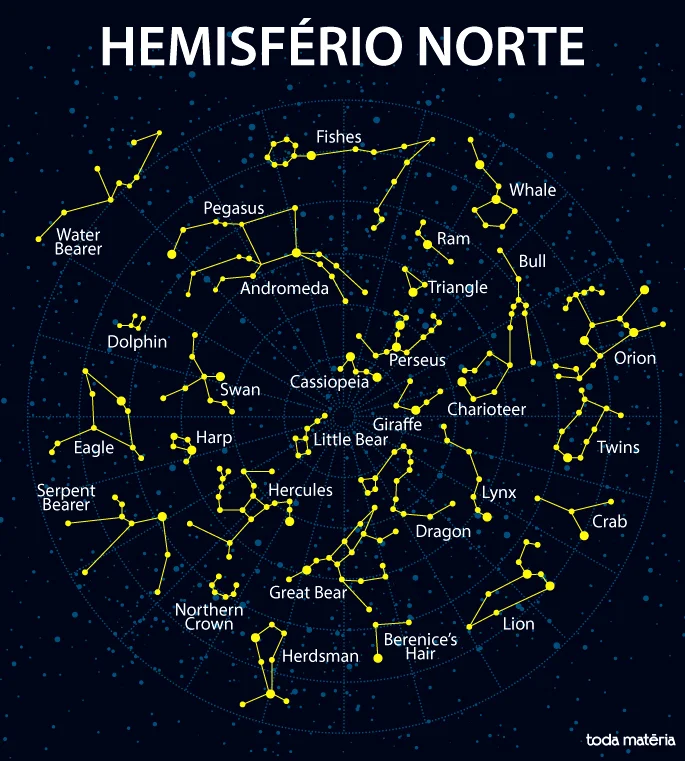 HEMISFÉRIO NORTE
Fishes
Whale
Water
Bearer
Pegasus
Ram
Bull
Andromeda
Triangle
Dolphin
Perseus
Orion
Cassiopeia
Swan
Charioteer
Giraffe
Eagle
Harp
Little Bear
Twins
Serpent
Bearer
Hercules
Lynx
Dragon
Crab
Great Bear
Northern
Crown
Lion
Herdsman
Berenice's
Hair
toda matéria